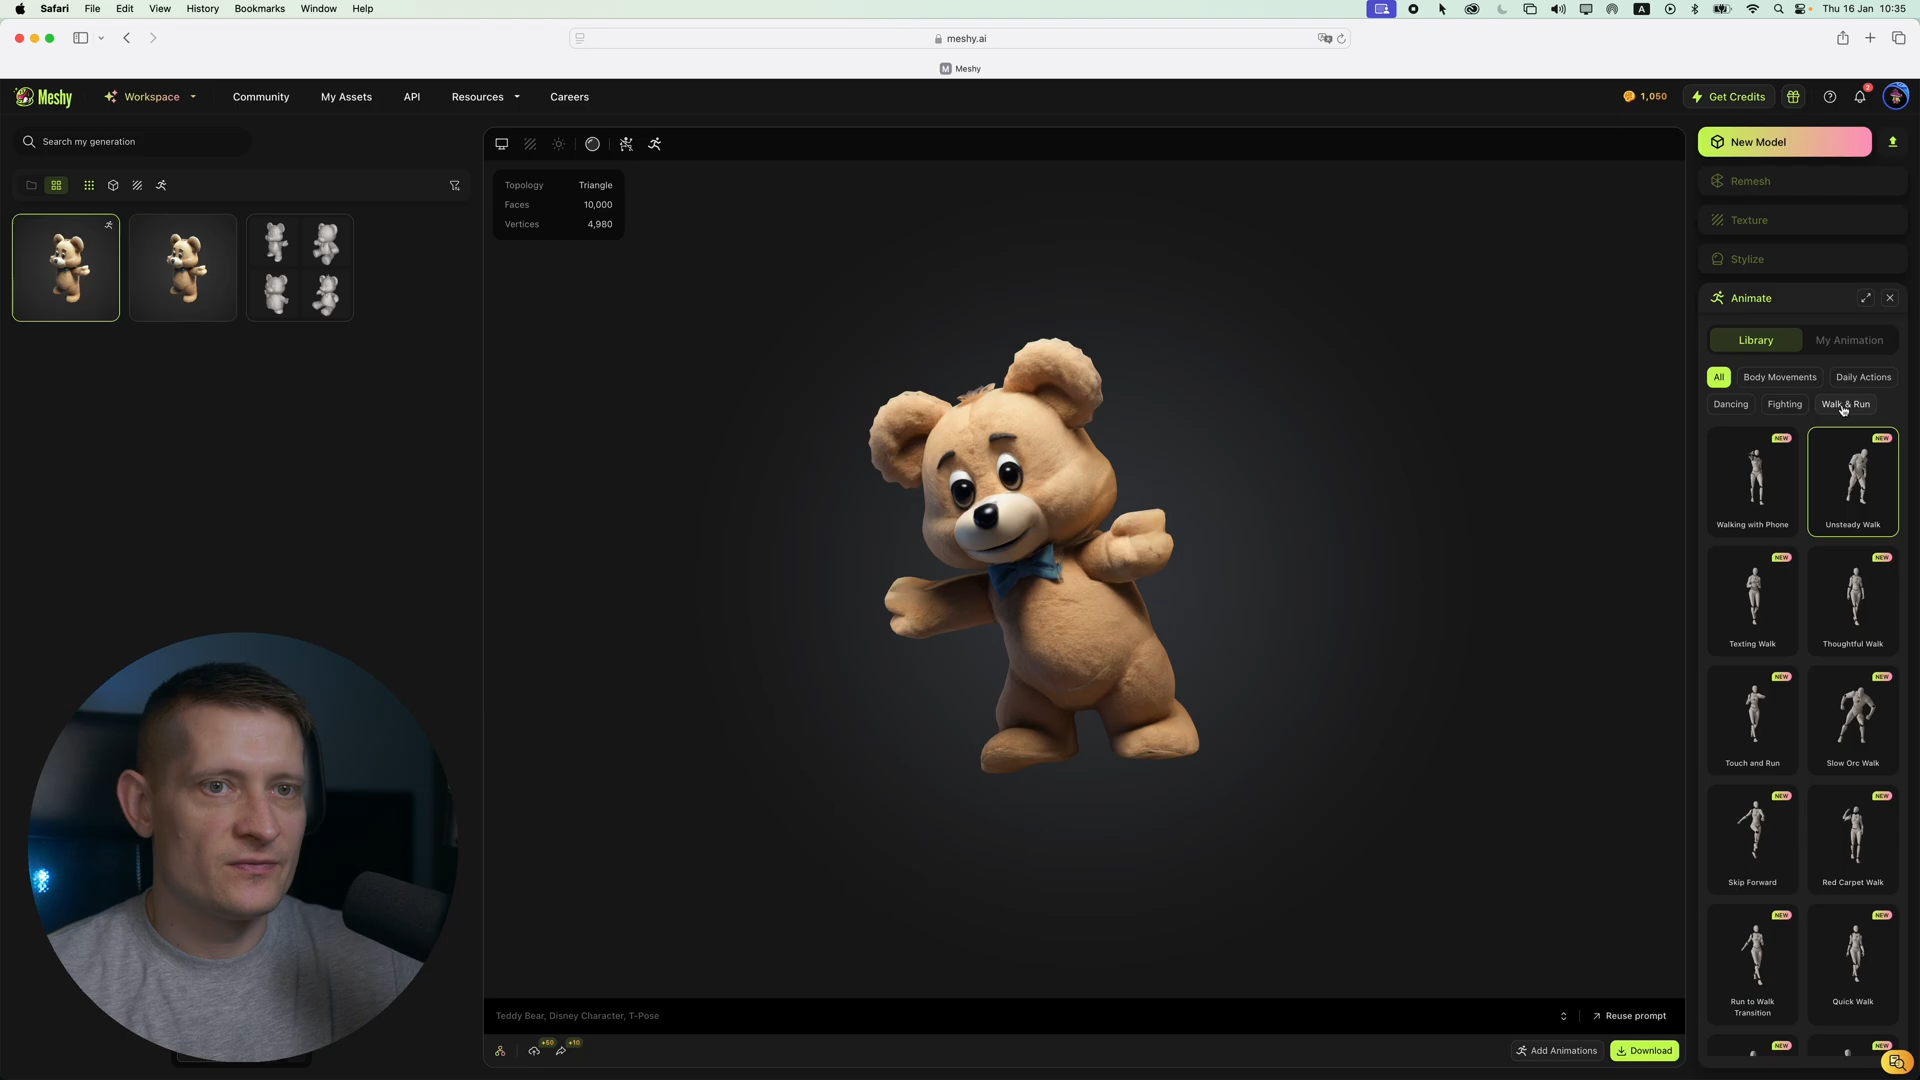 Safari File Edit View History Bookmarks Window Help
A
Thu 16 Jan 10:35
meshy.ai
M Meshy
Meshy
Workspace
Community
My Assets
API
Resources
Careers
1,050
Get Credits
2
Search my generation
New Model
Topology Triangle
Faces 10,000
Vertices 4,980
Remesh
Texture
Stylize
Animate
Library
My Animation
All
Body Movements
Daily Actions
Dancing
Fighting
Walk & Run
NEW
NEW
Walking with Phone
Unsteady Walk
NEW
NEW
Texting Walk
Thoughtful Walk
NEW
NEW
Touch and Run
Slow Orc Walk
NEW
NEW
Skip Forward
Red Carpet Walk
NEW
NEW
Run to Walk
Transition
Quick Walk
NEW
NEW
Teddy Bear, Disney Character, T-Pose
Reuse prompt
+50
+10
Add Animations
Download